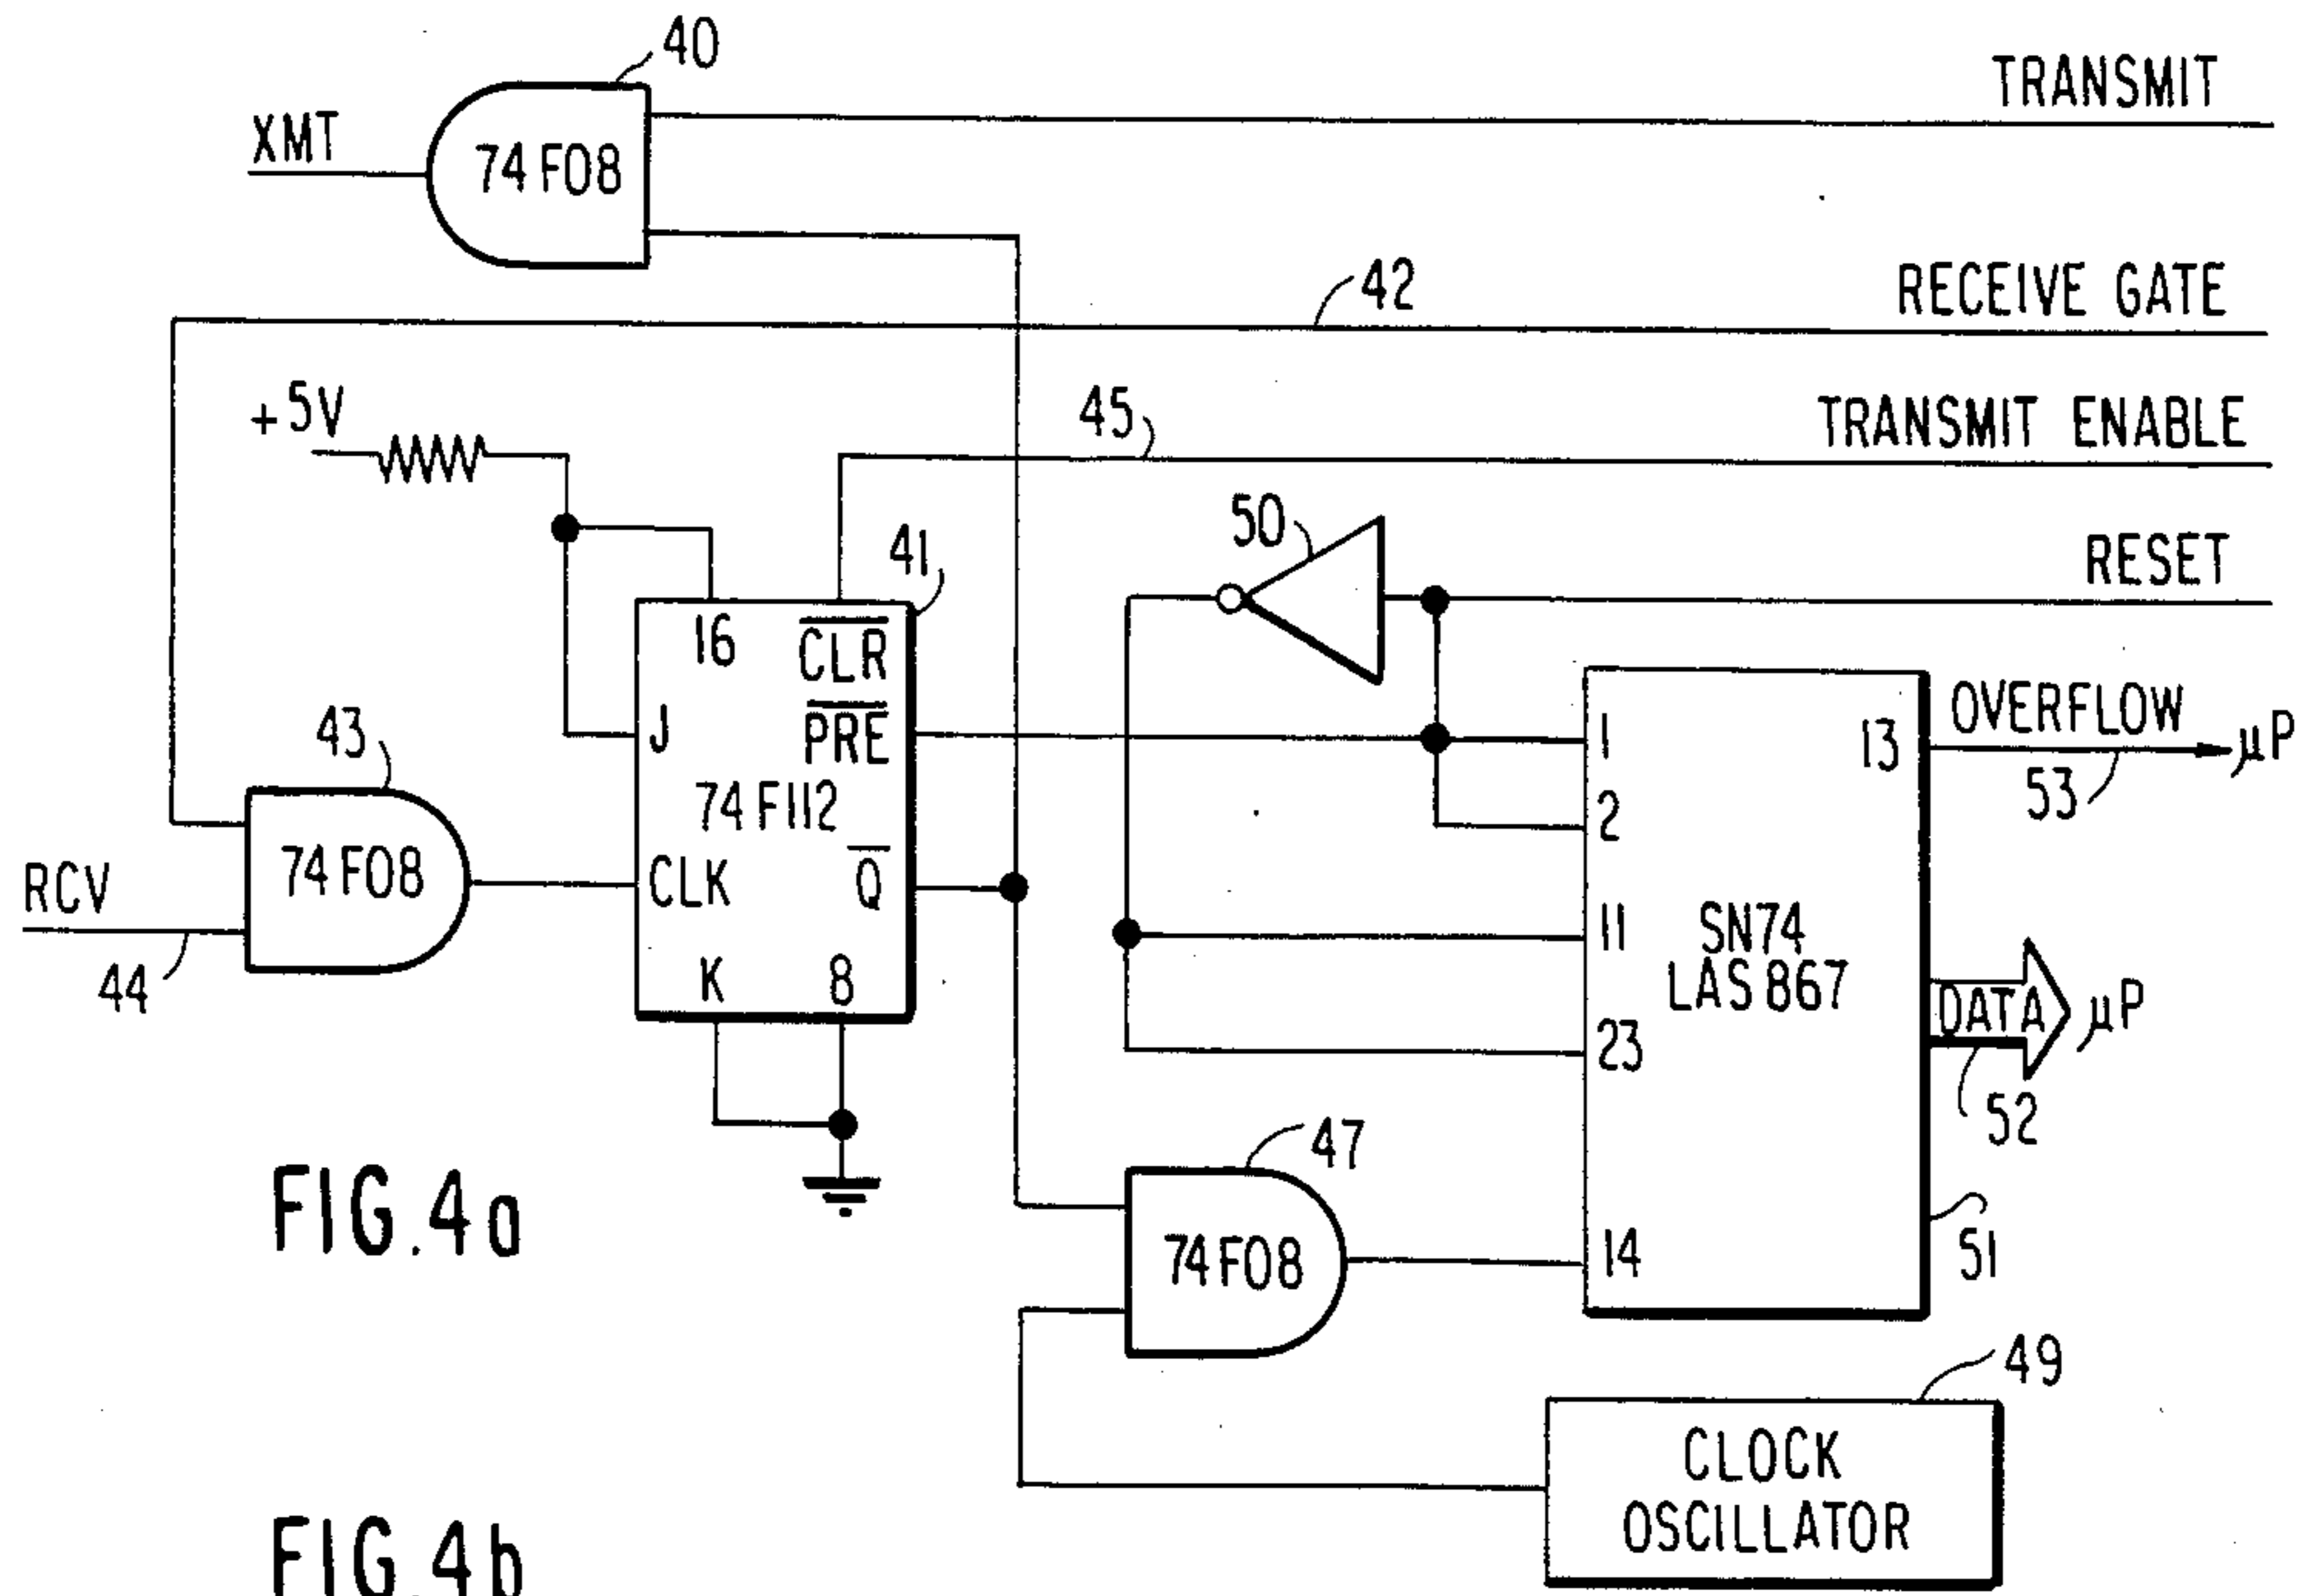 40
TRANSMIT
XMT
74F08
42
RECEIVE GATE
+5V
45
TRANSMIT ENABLE
50
RESET
41
16
CLR
J
PRE
74F112
CLK
Q
K
8
43
74F08
RCV
44
1
2
11
23
14
13
SN74
LAS867
OVERFLOW
μP
53
DATA
μP
52
51
47
74F08
49
CLOCK
OSCILLATOR
FIG.4a
FIG.4b